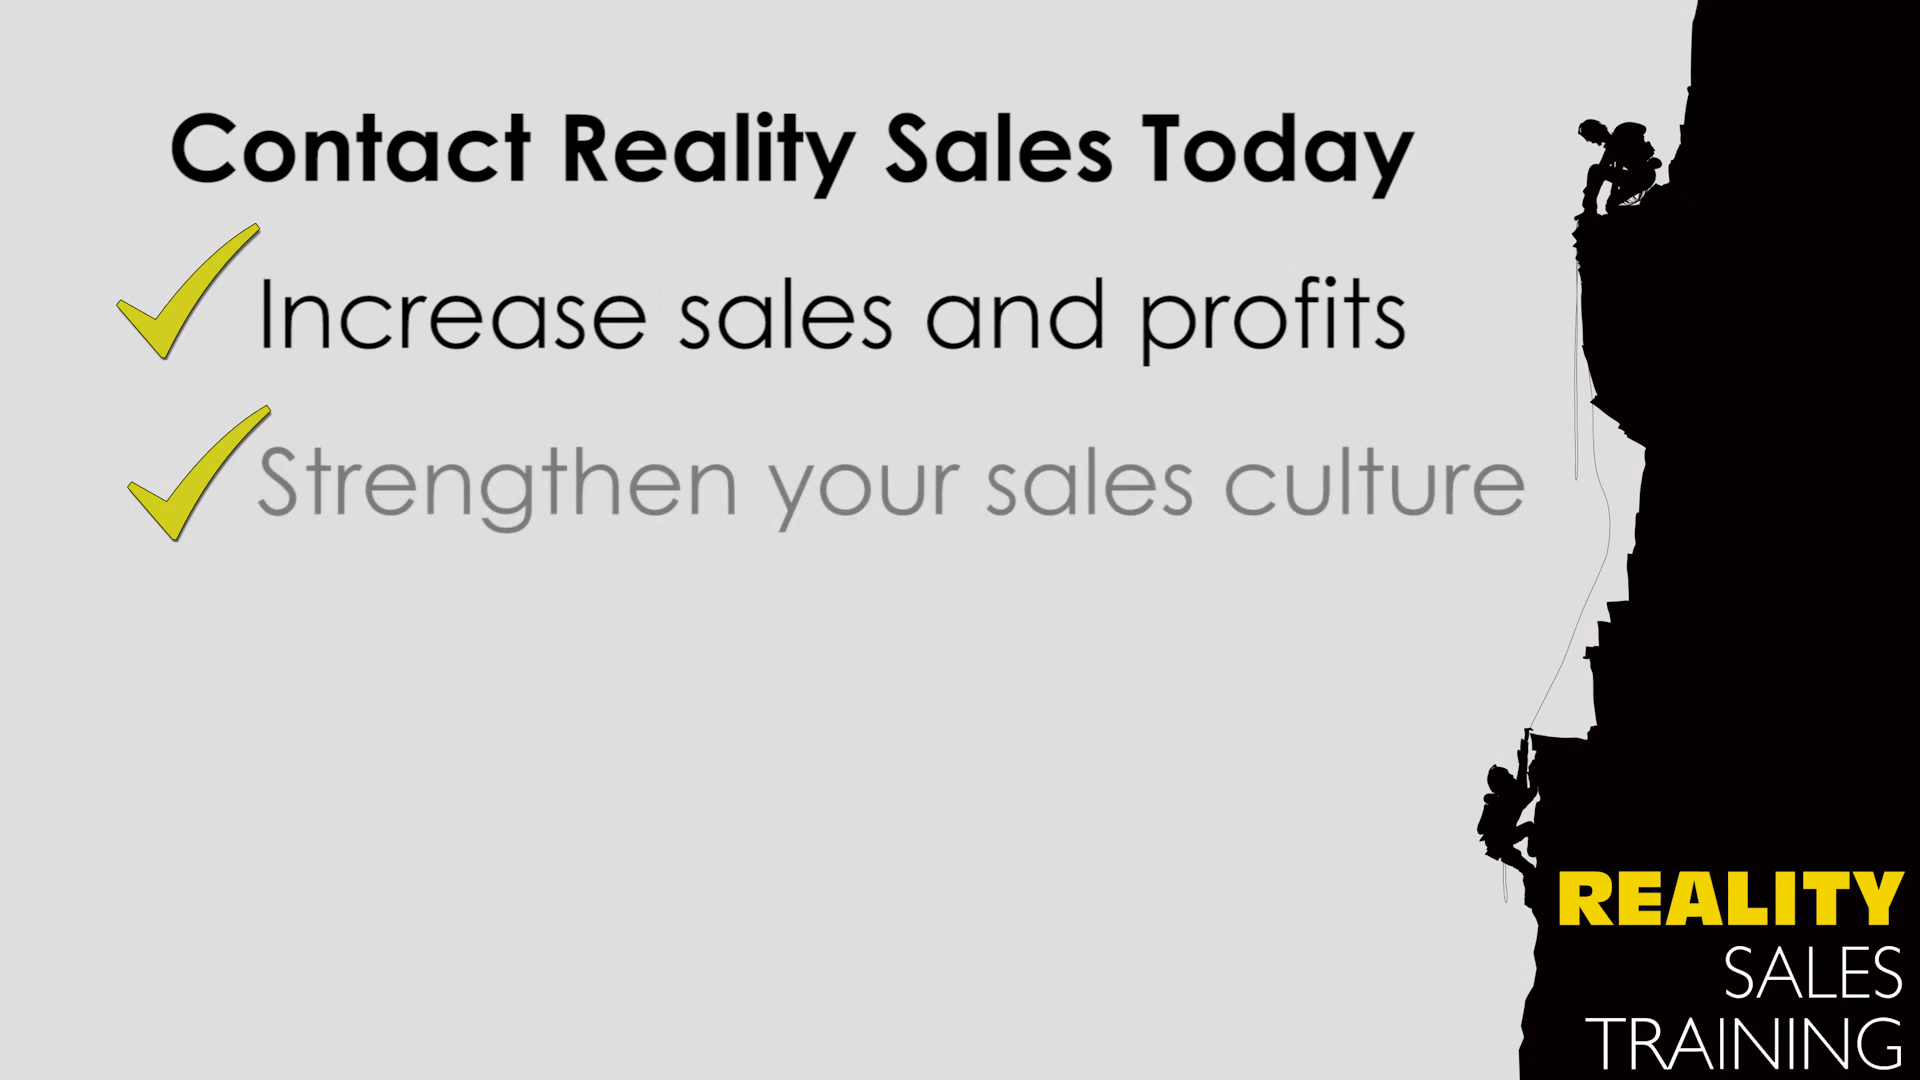 Contact Reality Sales Today
Increase sales and profits
Strengthen your sales culture
REALITY
SALES
TRAINING